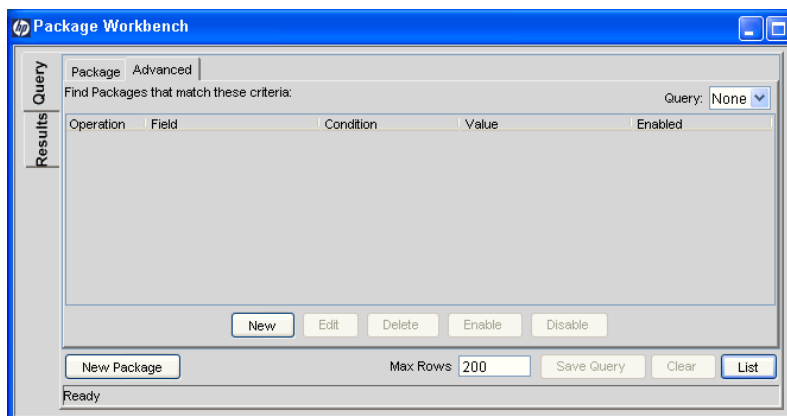 hp Package Workbench
Query
Results
Package Advanced
Find Packages that match these criteria:
Query: None
Operation Field Condition Value Enabled
New Edit Delete Enable Disable
New Package Max Rows 200 Save Query Clear List
Ready